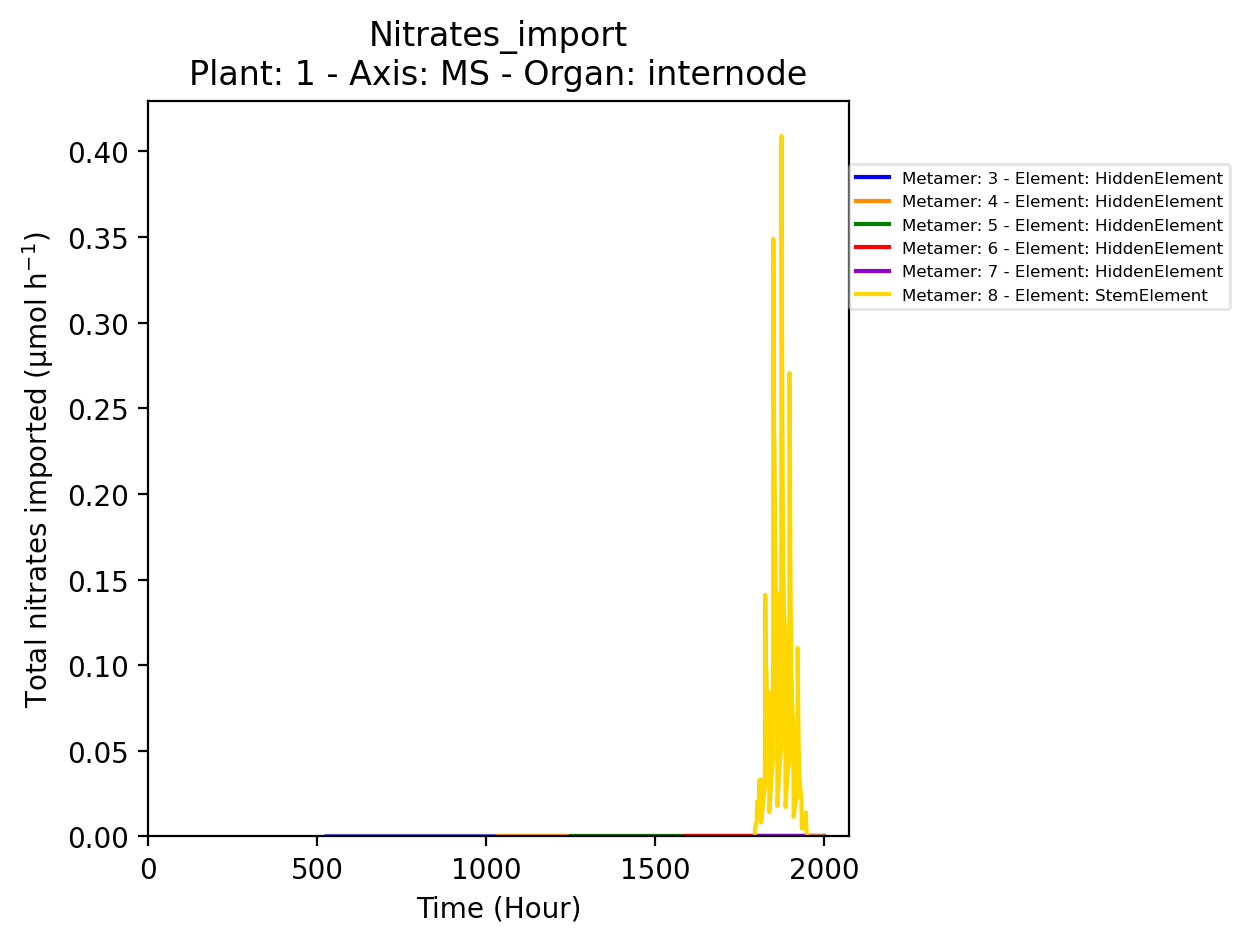 Nitrates_import
Plant: 1 - Axis: MS - Organ: internode
Total nitrates imported (µmol h⁻¹)
0.40
0.35
0.30
0.25
0.20
0.15
0.10
0.05
0.00
0 500 1000 1500 2000
Time (Hour)
Metamer: 3 - Element: HiddenElement
Metamer: 4 - Element: HiddenElement
Metamer: 5 - Element: HiddenElement
Metamer: 6 - Element: HiddenElement
Metamer: 7 - Element: HiddenElement
Metamer: 8 - Element: StemElement